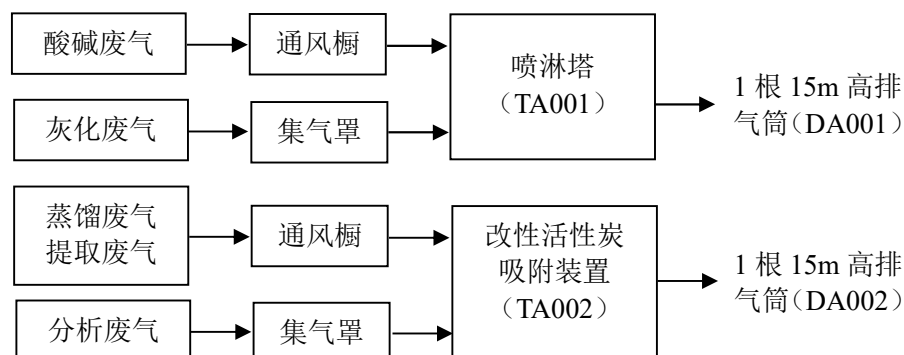 酸碱废气
通风橱
喷淋塔
（TA001）
1 根 15m 高排
气筒（DA001）
灰化废气
集气罩
蒸馏废气
提取废气
通风橱
改性活性炭
吸附装置
（TA002）
1 根 15m 高排
气筒（DA002）
分析废气
集气罩